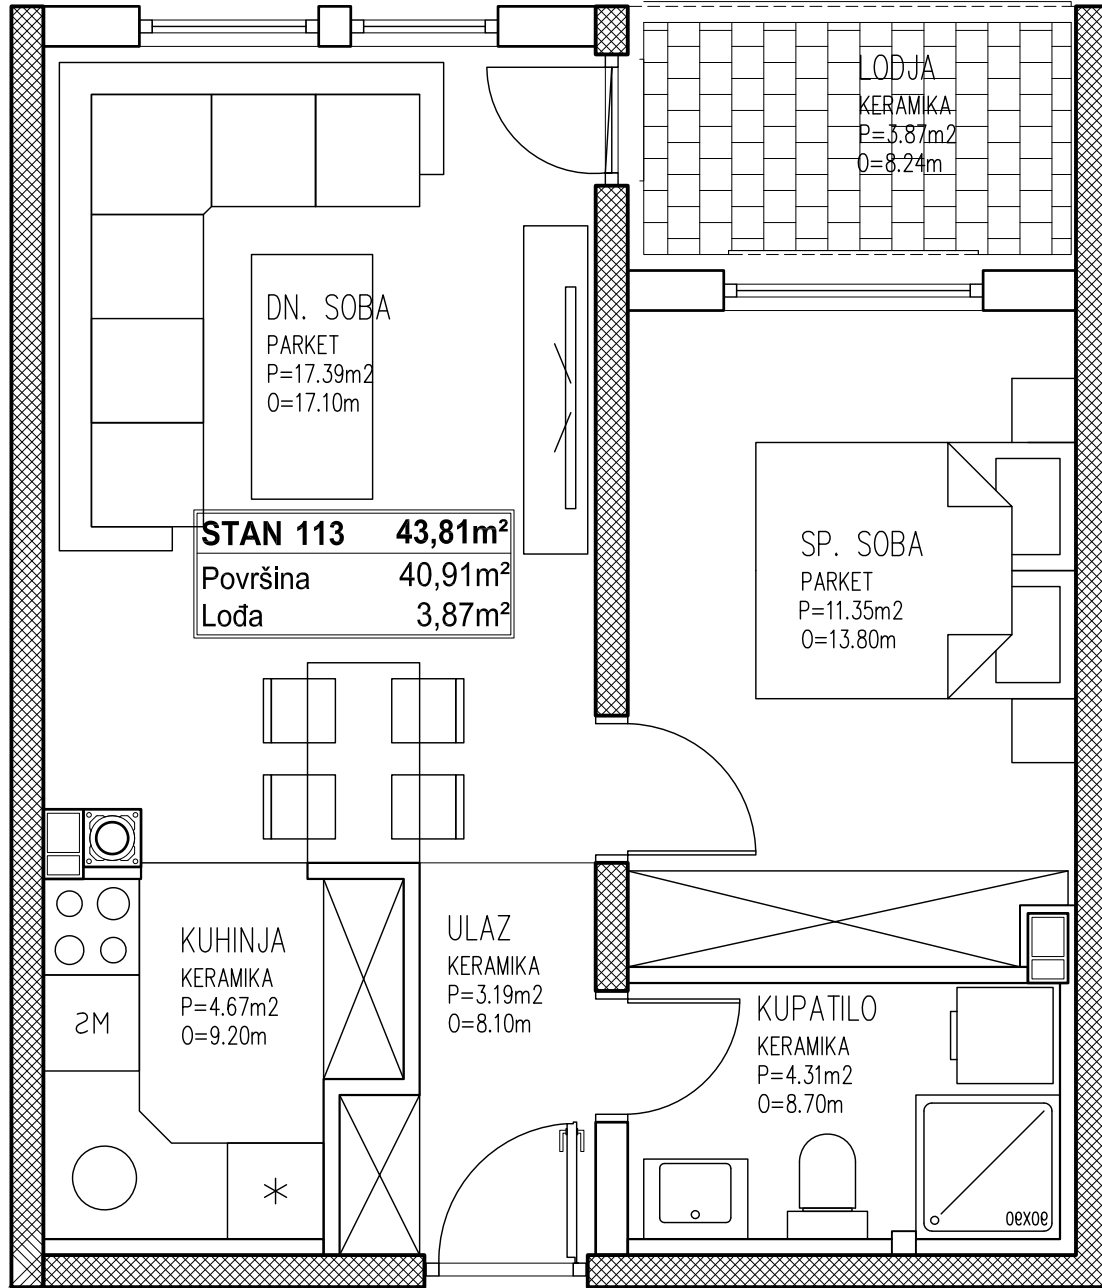 LODJA
KERAMIKA
P=3.87m2
O=8.24m
DN. SOBA
PARKET
P=17.39m2
O=17.10m
STAN 113 43,81m²
Površina 40,91m²
Lođa 3,87m²
SP. SOBA
PARKET
P=11.35m2
O=13.80m
KUHINJA
KERAMIKA
P=4.67m2
O=9.20m
ULAZ
KERAMIKA
P=3.19m2
O=8.10m
SM
KUPATILO
KERAMIKA
P=4.31m2
O=8.70m
90x90